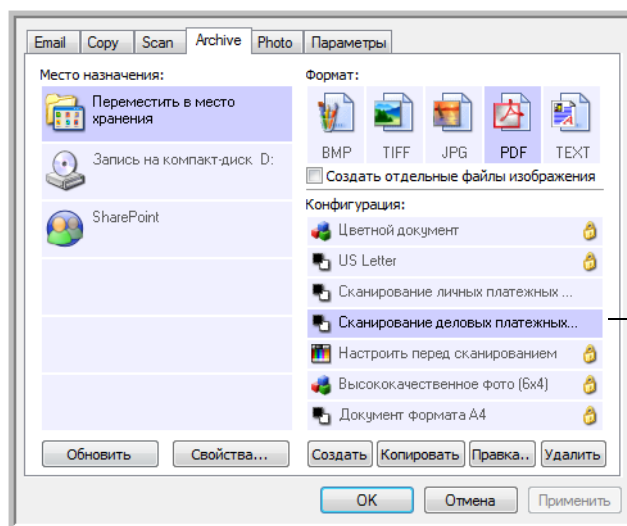 Email Copy Scan Archive Photo Параметры
Место назначения:
Переместить в место
хранения
Запись на компакт-диск D:
SharePoint
Формат:
BMP TIFF JPG PDF TEXT
Создать отдельные файлы изображения
Конфигурация:
Цветной документ
US Letter
Сканирование личных платежных ...
Сканирование деловых платежных...
Настроить перед сканированием
Высококачественное фото (6x4)
Документ формата A4
Обновить Свойства... Создать Копировать Правка.. Удалить
OK Отмена Применить